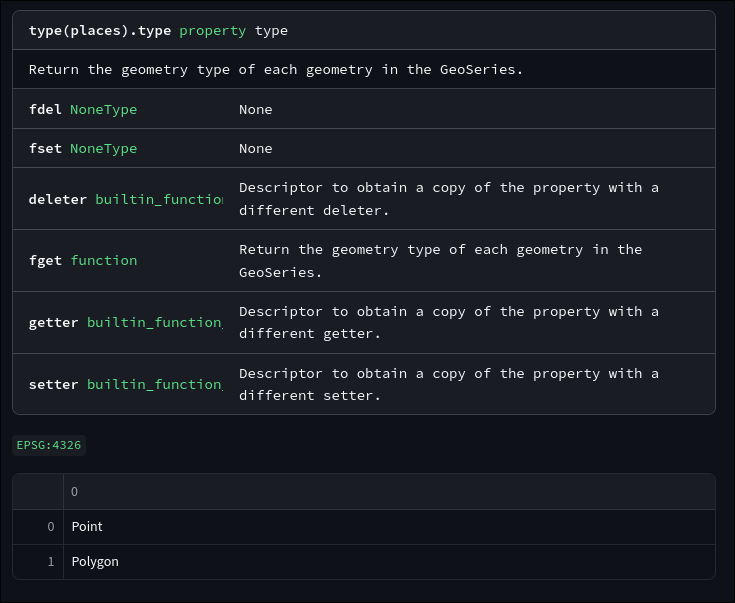 type(places).type property type
Return the geometry type of each geometry in the GeoSeries.
fdel NoneType None
fset NoneType None
deleter builtin_function Descriptor to obtain a copy of the property with a
different deleter.
fget function Return the geometry type of each geometry in the
GeoSeries.
getter builtin_function_ Descriptor to obtain a copy of the property with a
different getter.
setter builtin_function_ Descriptor to obtain a copy of the property with a
different setter.
EPSG:4326
0
0 Point
1 Polygon